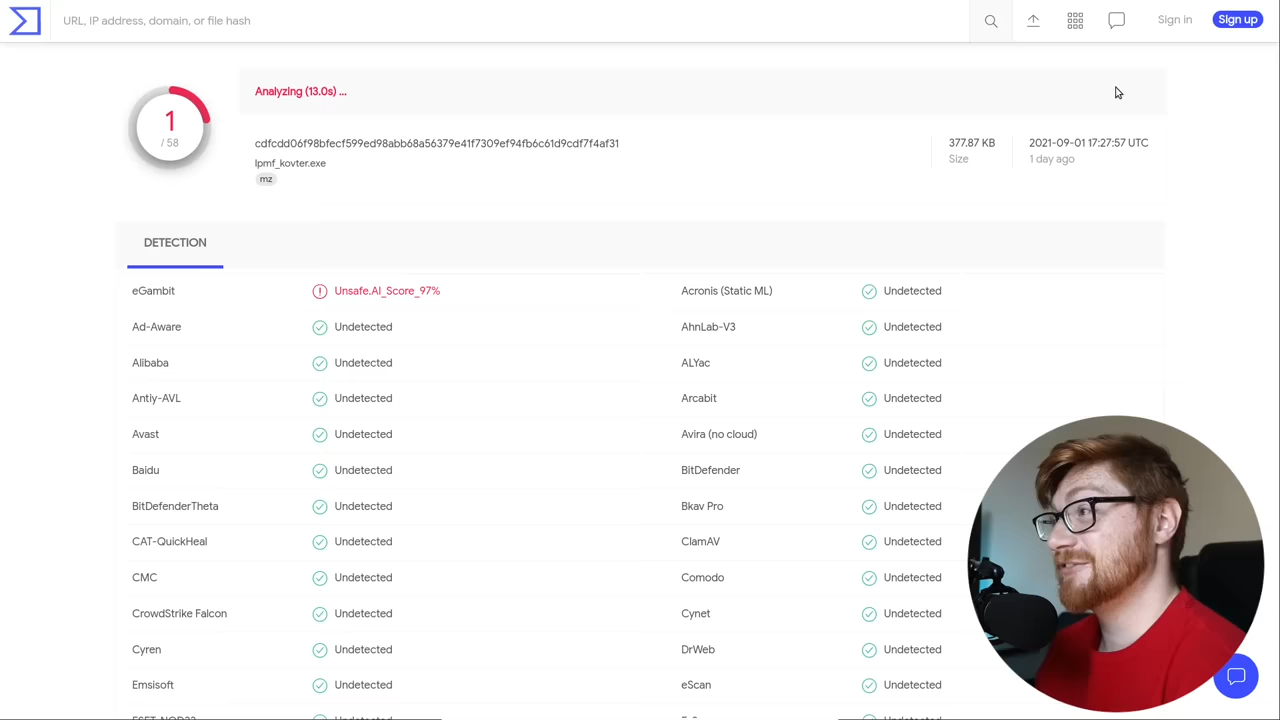 URL, IP address, domain, or file hash
Sign in
Sign up
1
/ 58
Analyzing (13.0s) ...
cdfcdd06f98bfecf599ed98abb68a56379e41f7309ef94fb6c61d9cdf7f4af31
lpmf_kovter.exe
mz
377.87 KB
Size
2021-09-01 17:27:57 UTC
1 day ago
DETECTION
eGambit Unsafe.AI_Score_97% Acronis (Static ML) Undetected
Ad-Aware Undetected AhnLab-V3 Undetected
Alibaba Undetected ALYac Undetected
Antiy-AVL Undetected Arcabit Undetected
Avast Undetected Avira (no cloud) Undetected
Baidu Undetected BitDefender Undetected
BitDefenderTheta Undetected Bkav Pro Undetected
CAT-QuickHeal Undetected ClamAV Undetected
CMC Undetected Comodo Undetected
CrowdStrike Falcon Undetected Cynet Undetected
Cyren Undetected DrWeb Undetected
Emsisoft Undetected eScan Undetected